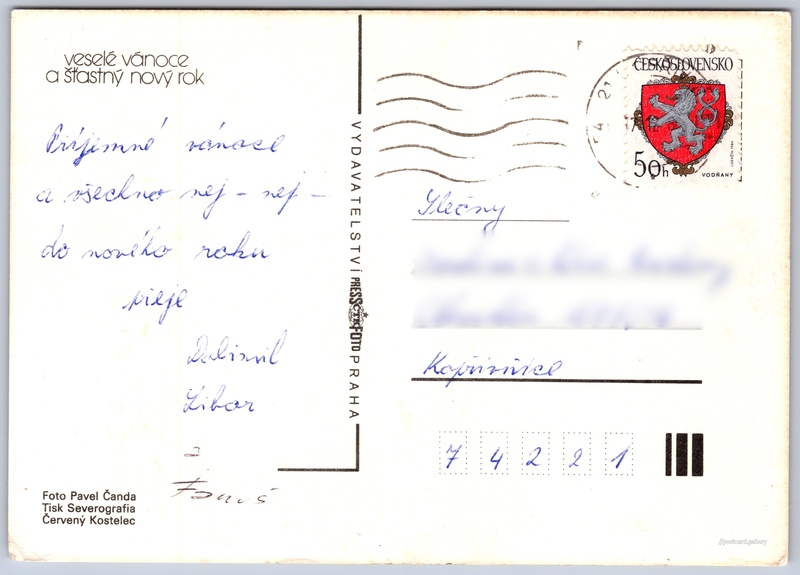 veselé vánoce
a šťastný nový rok
Příjemné vánoce
a všechno nej - nej -
do nového roku
přeje
Dalimil
Libor
a
VYDAVATELSTVÍ PRESSFOTO PRAHA
Foto Pavel Čanda
Tisk Severografia
Červený Kostelec
ČESKOSLOVENSKO
50h
VODŇANY
Slečny
Kopřivnice
7 4 2 2 1